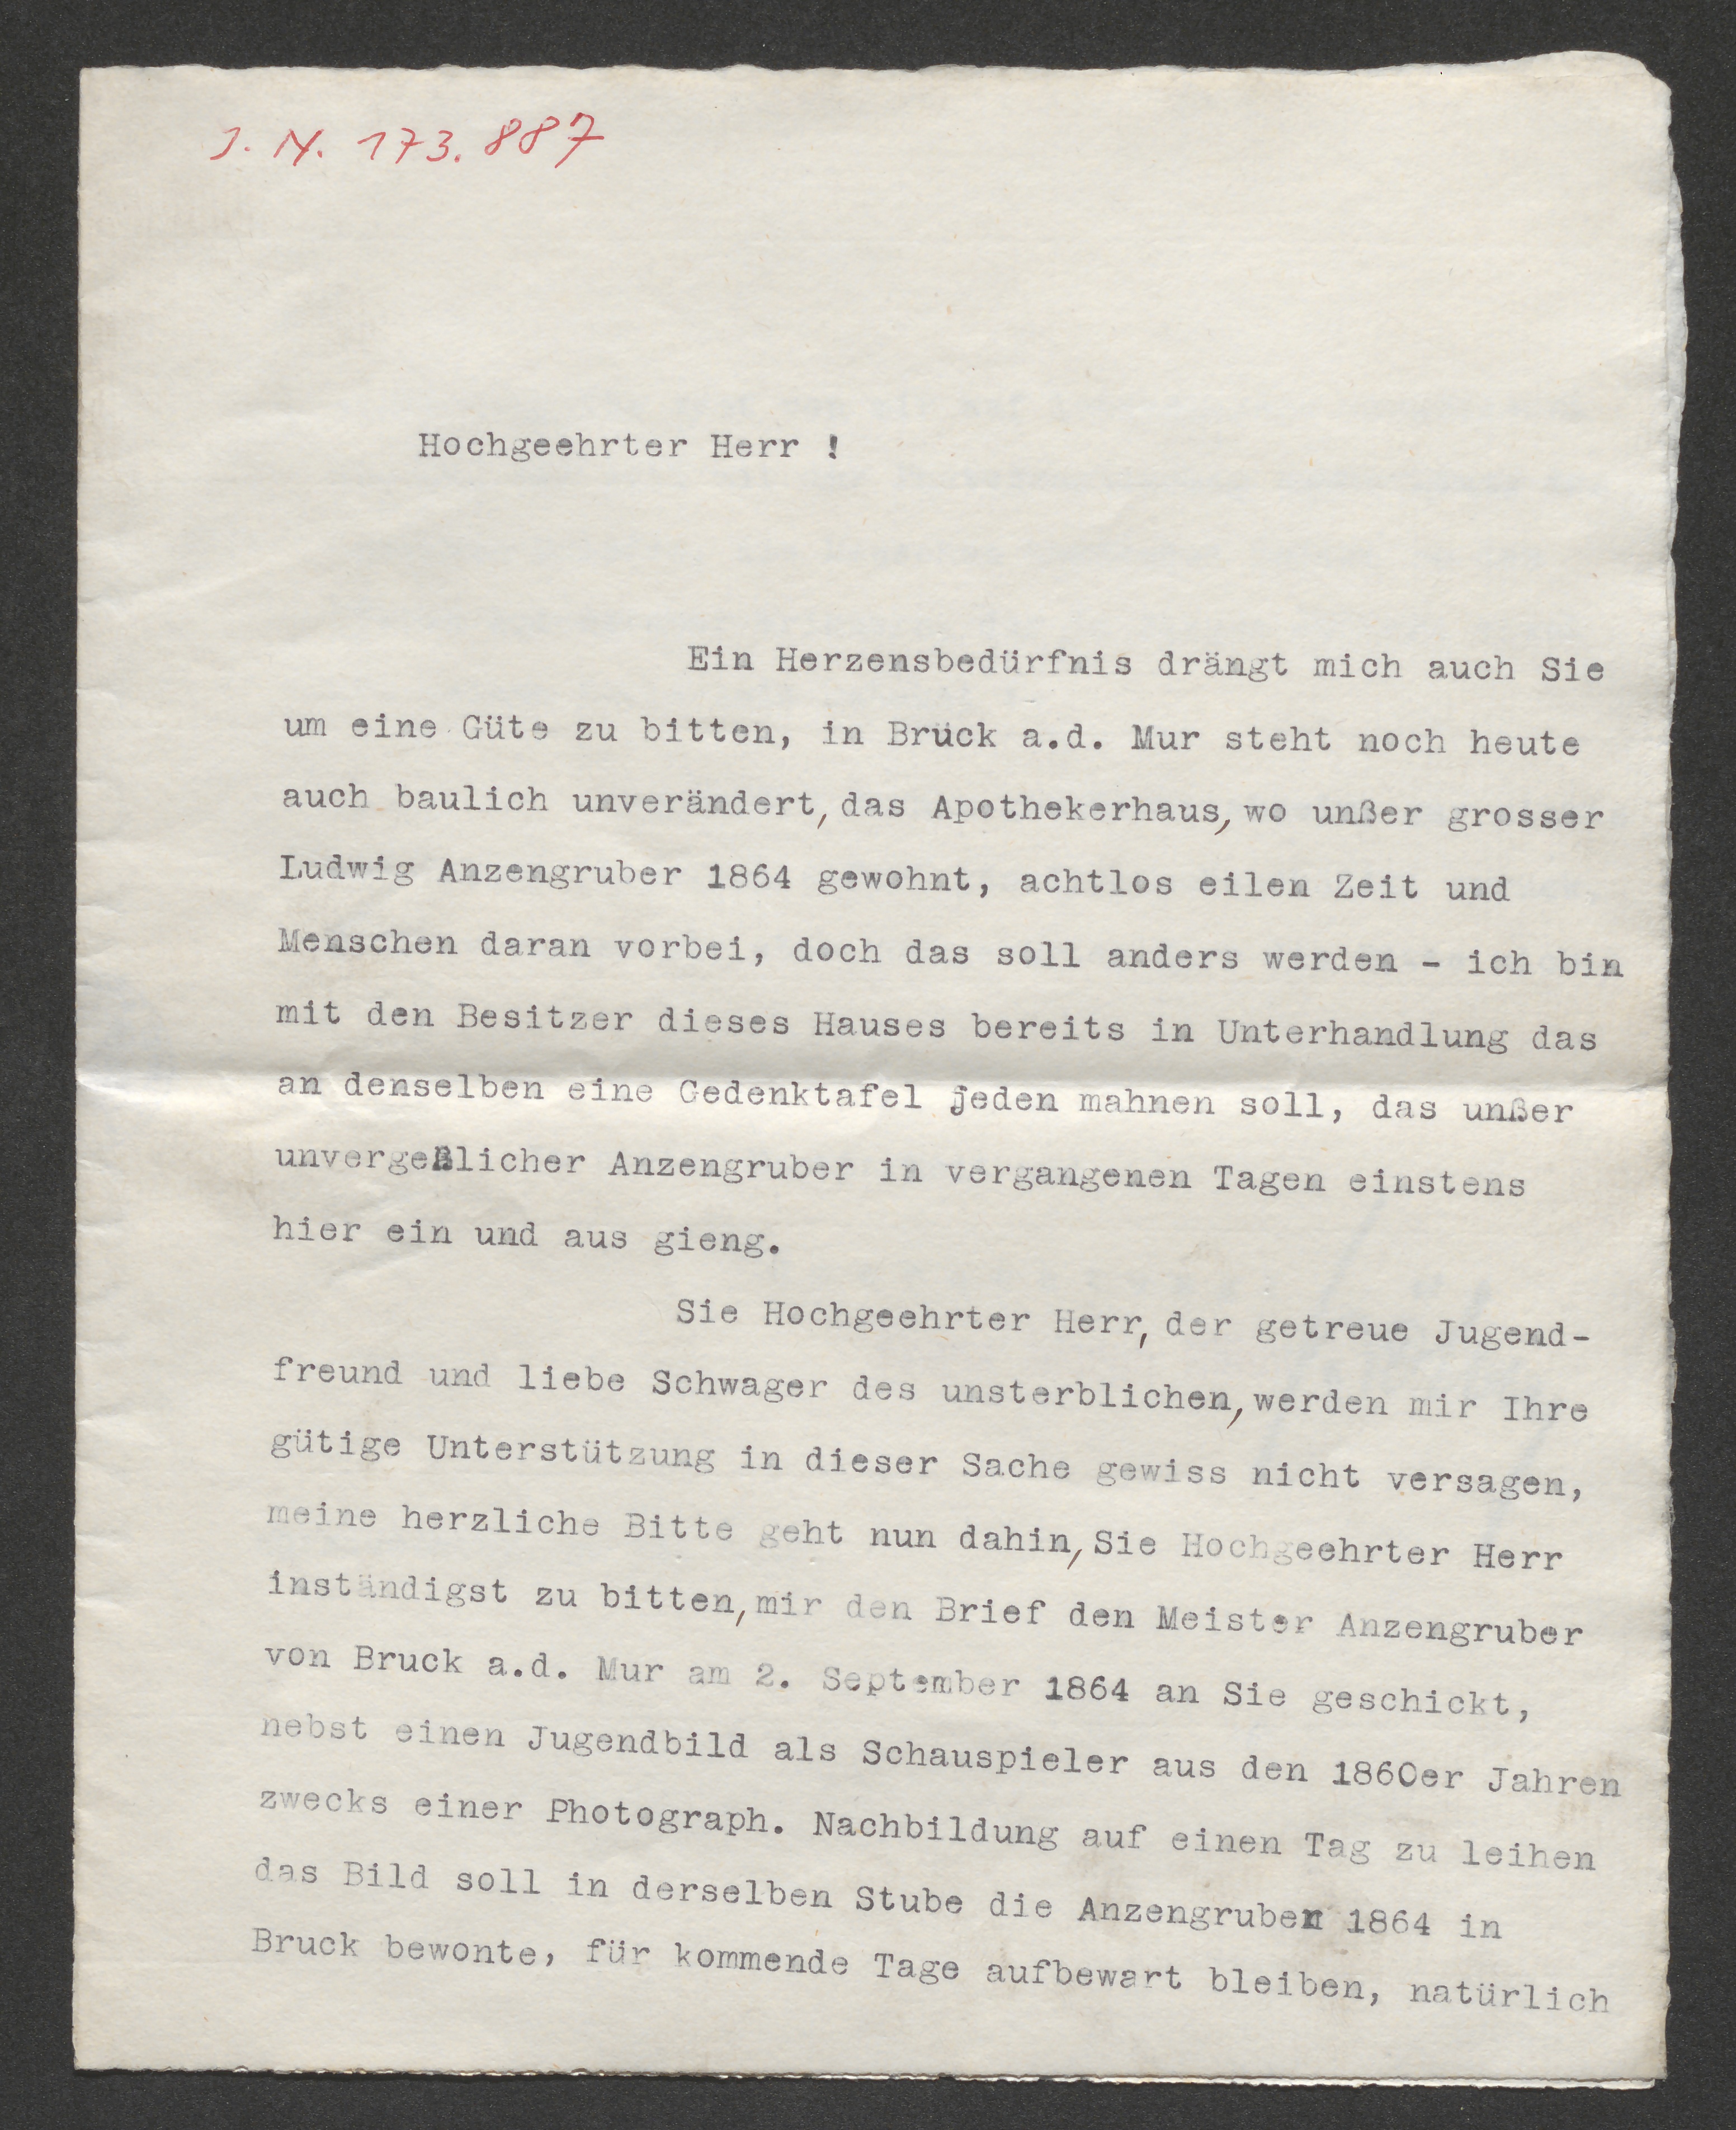 J. N. 173.887
Hochgeehrter Herr !
Ein Herzensbedürfnis drängt mich auch Sie
um eine Güte zu bitten, in Bruck a.d. Mur steht noch heute
auch baulich unverändert, das Apothekerhaus, wo unßer grosser
Ludwig Anzengruber 1864 gewohnt, achtlos eilen Zeit und
Menschen daran vorbei, doch das soll anders werden - ich bin
mit den Besitzer dieses Hauses bereits in Unterhandlung das
an denselben eine Gedenktafel jeden mahnen soll, das unßer
unvergeßlicher Anzengruber in vergangenen Tagen einstens
hier ein und aus gieng.
Sie Hochgeehrter Herr, der getreue Jugend-
freund und liebe Schwager des unsterblichen, werden mir Ihre
gütige Unterstützung in dieser Sache gewiss nicht versagen,
meine herzliche Bitte geht nun dahin, Sie Hochgeehrter Herr
inständigst zu bitten, mir den Brief den Meister Anzengruber
von Bruck a.d. Mur am 2. September 1864 an Sie geschickt,
nebst einen Jugendbild als Schauspieler aus den 1860er Jahren
zwecks einer Photograph. Nachbildung auf einen Tag zu leihen
das Bild soll in derselben Stube die Anzengruber 1864 in
Bruck bewonte, für kommende Tage aufbewart bleiben, natürlich